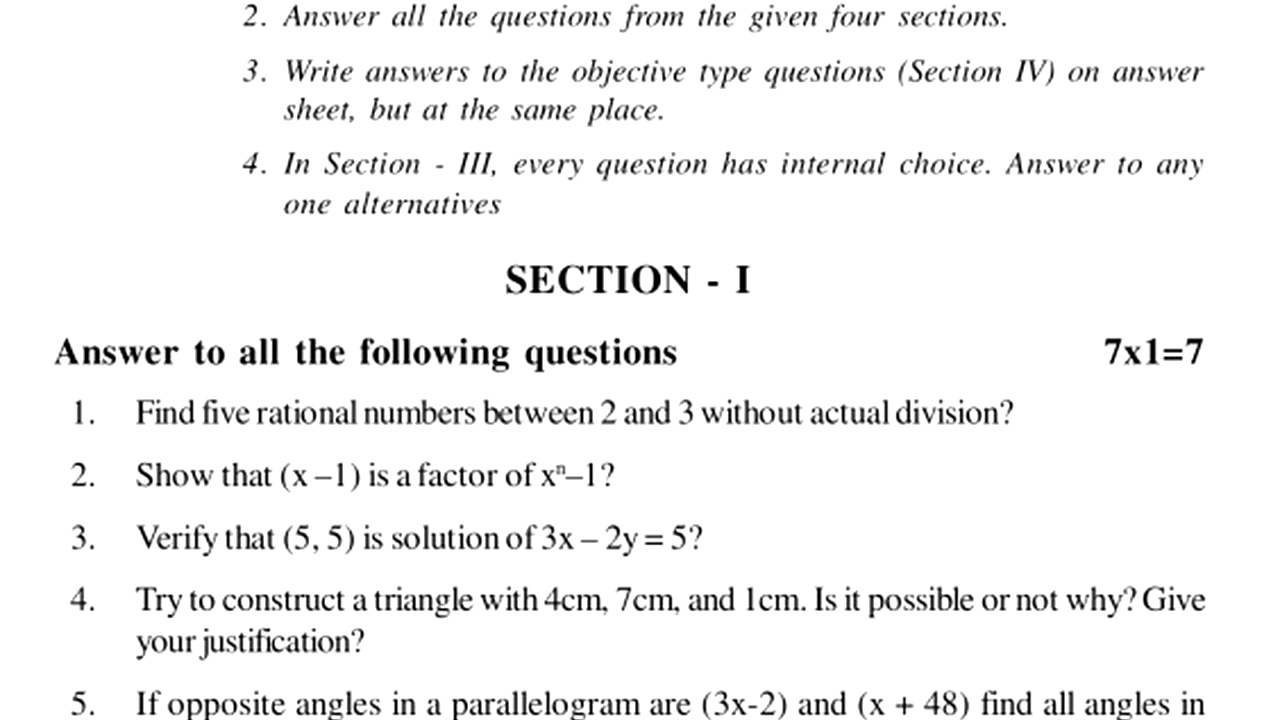 2. Answer all the questions from the given four sections.
3. Write answers to the objective type questions (Section IV) on answer
sheet, but at the same place.
4. In Section - III, every question has internal choice. Answer to any
one alternatives
SECTION - I
Answer to all the following questions 7x1=7
1. Find five rational numbers between 2 and 3 without actual division?
2. Show that (x –1) is a factor of xⁿ–1?
3. Verify that (5, 5) is solution of 3x – 2y = 5?
4. Try to construct a triangle with 4cm, 7cm, and 1cm. Is it possible or not why? Give
your justification?
5. If opposite angles in a parallelogram are (3x-2) and (x + 48) find all angles in